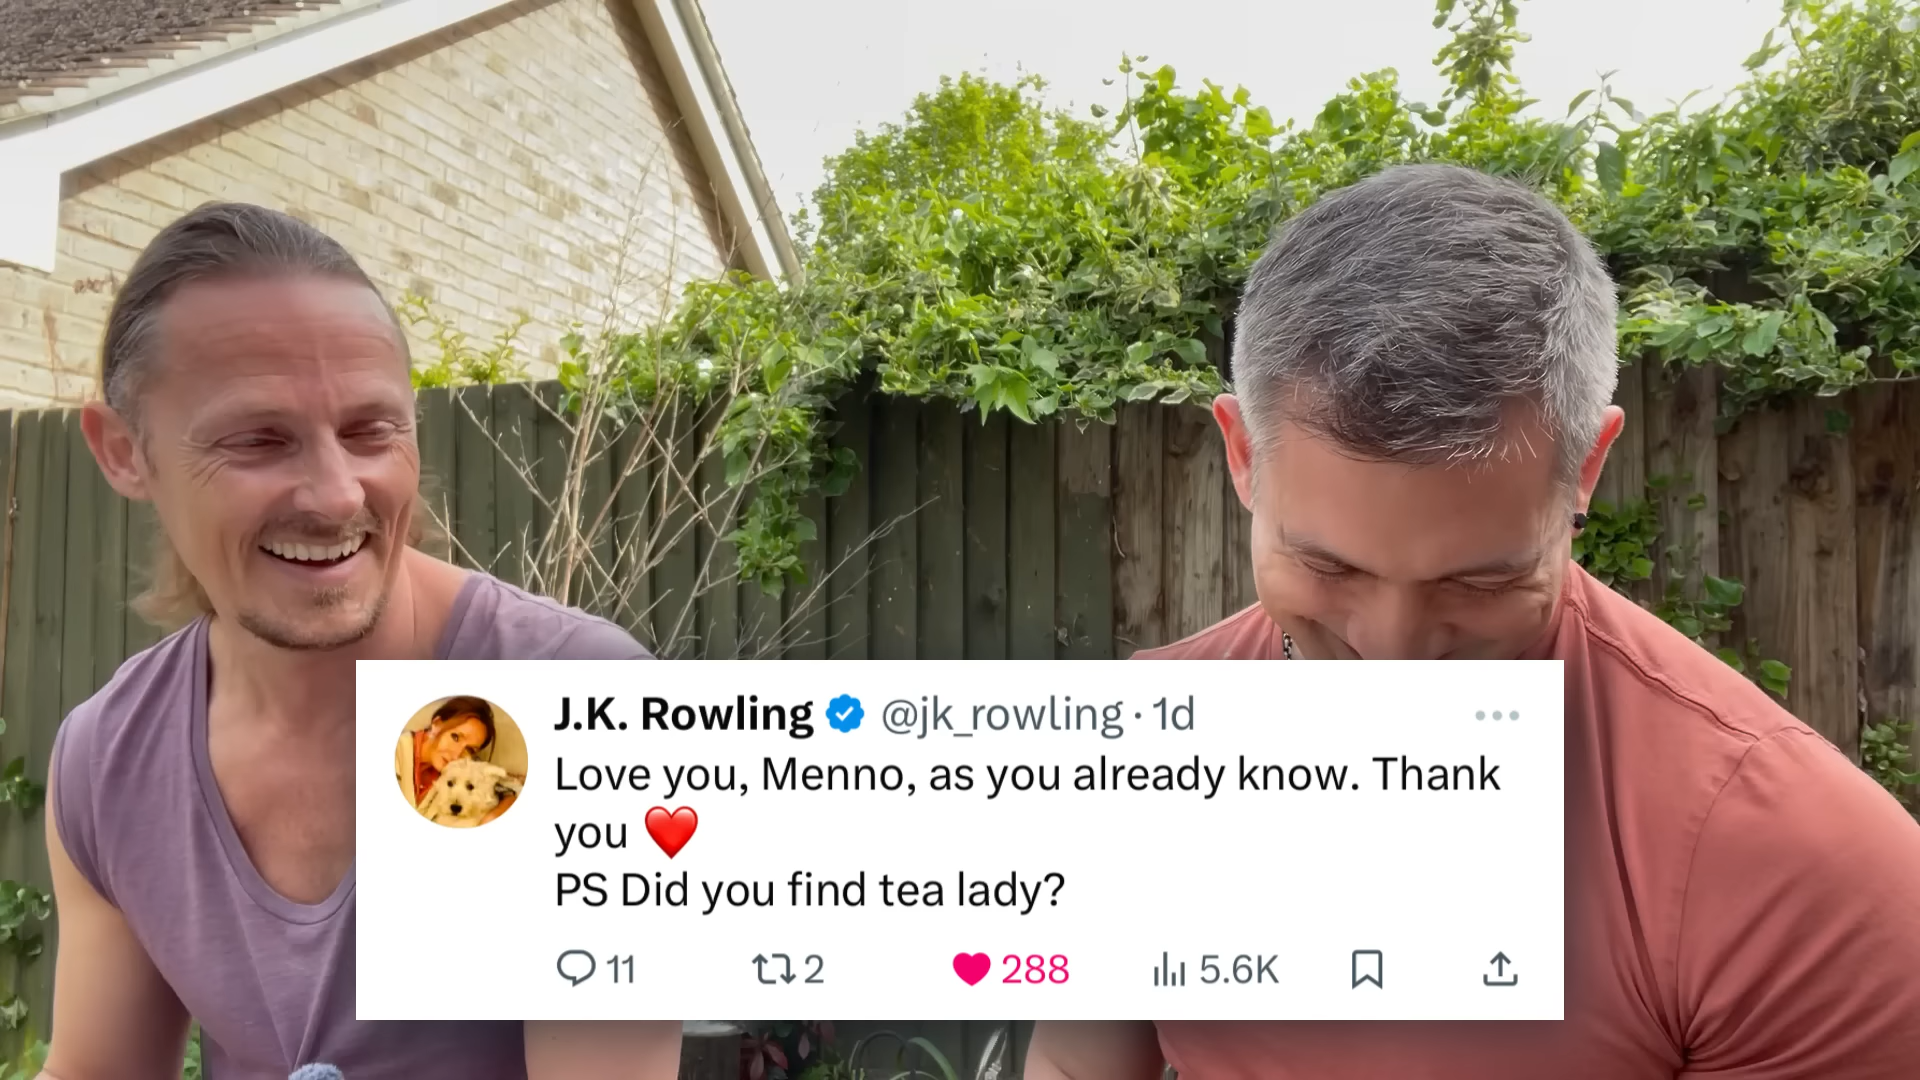 J.K. Rowling @jk_rowling · 1d
Love you, Menno, as you already know. Thank
you ❤️
PS Did you find tea lady?
11 2 288 5.6K